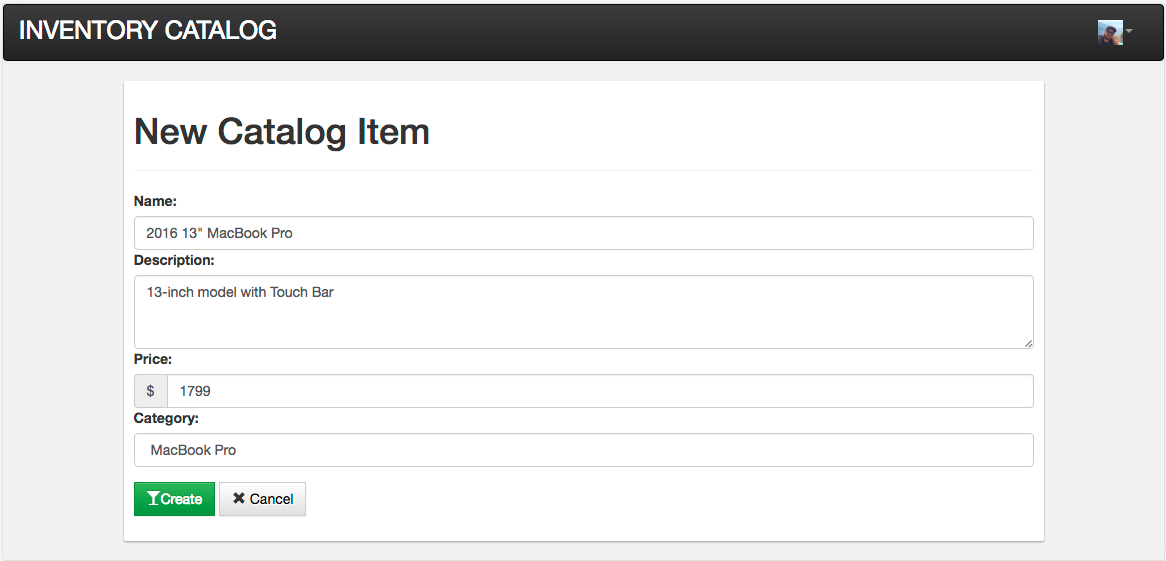 INVENTORY CATALOG
New Catalog Item
Name:
2016 13" MacBook Pro
Description:
13-inch model with Touch Bar
Price:
$ 1799
Category:
MacBook Pro
Create Cancel